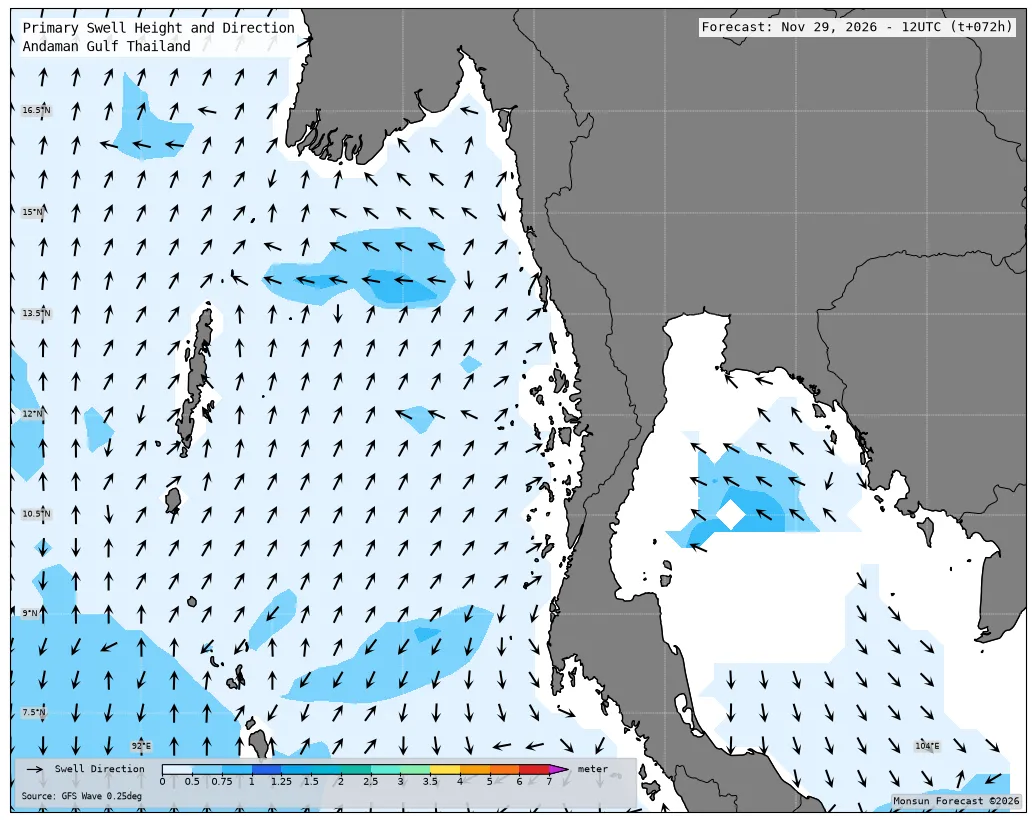 Primary Swell Height and Direction
Andaman Gulf Thailand
Forecast: Nov 29, 2026 - 12UTC (t+072h)
16.5°N
15°N
13.5°N
12°N
10.5°N
9°N
7.5°N
92°E
104°E
Swell Direction
meter
0 0.5 0.75 1 1.25 1.5 2 2.5 3 3.5 4 5 6 7
Source: GFS Wave 0.25deg
Monsun Forecast ©2026